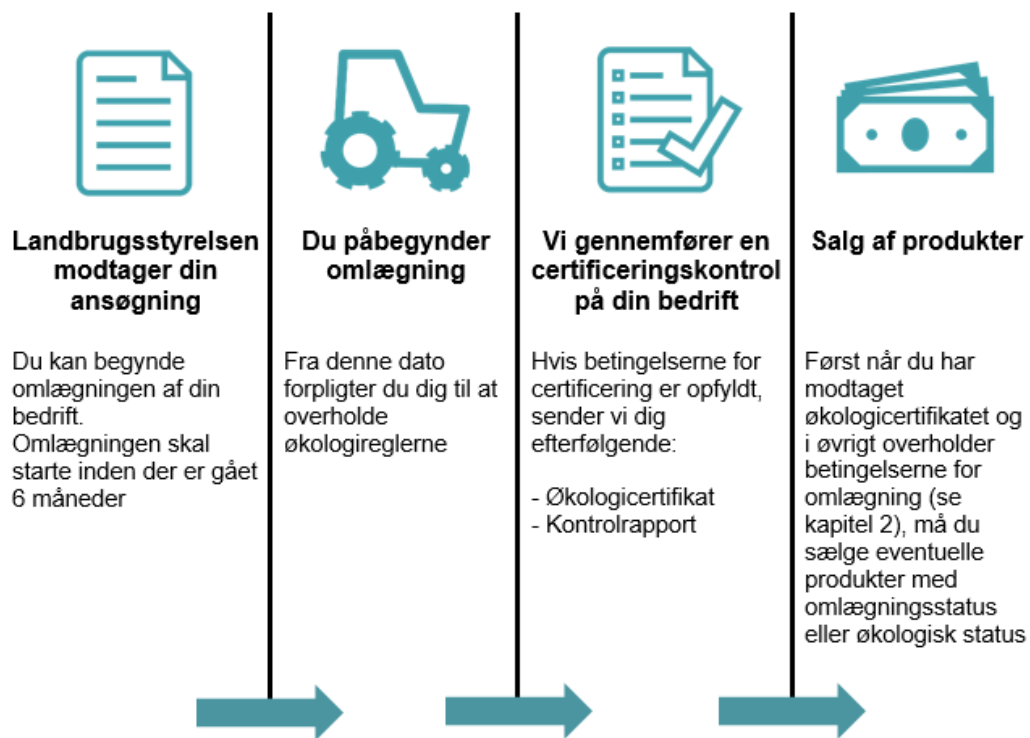 Landbrugsstyrelsen
modtager din
ansøgning
Du kan begynde
omlægningen af din
bedrift.
Omlægningen skal
starte inden der er gået
6 måneder
Du påbegynder
omlægning
Fra denne dato
forpligter du dig til at
overholde
økologireglerne
Vi gennemfører en
certificeringskontrol
på din bedrift
Hvis betingelserne for
certificering er opfyldt,
sender vi dig
efterfølgende:
- Økologicertifikat
- Kontrolrapport
Salg af produkter
Først når du har
modtaget
økologicertifikatet og
i øvrigt overholder
betingelserne for
omlægning (se
kapitel 2), må du
sælge eventuelle
produkter med
omlægningsstatus
eller økologisk status